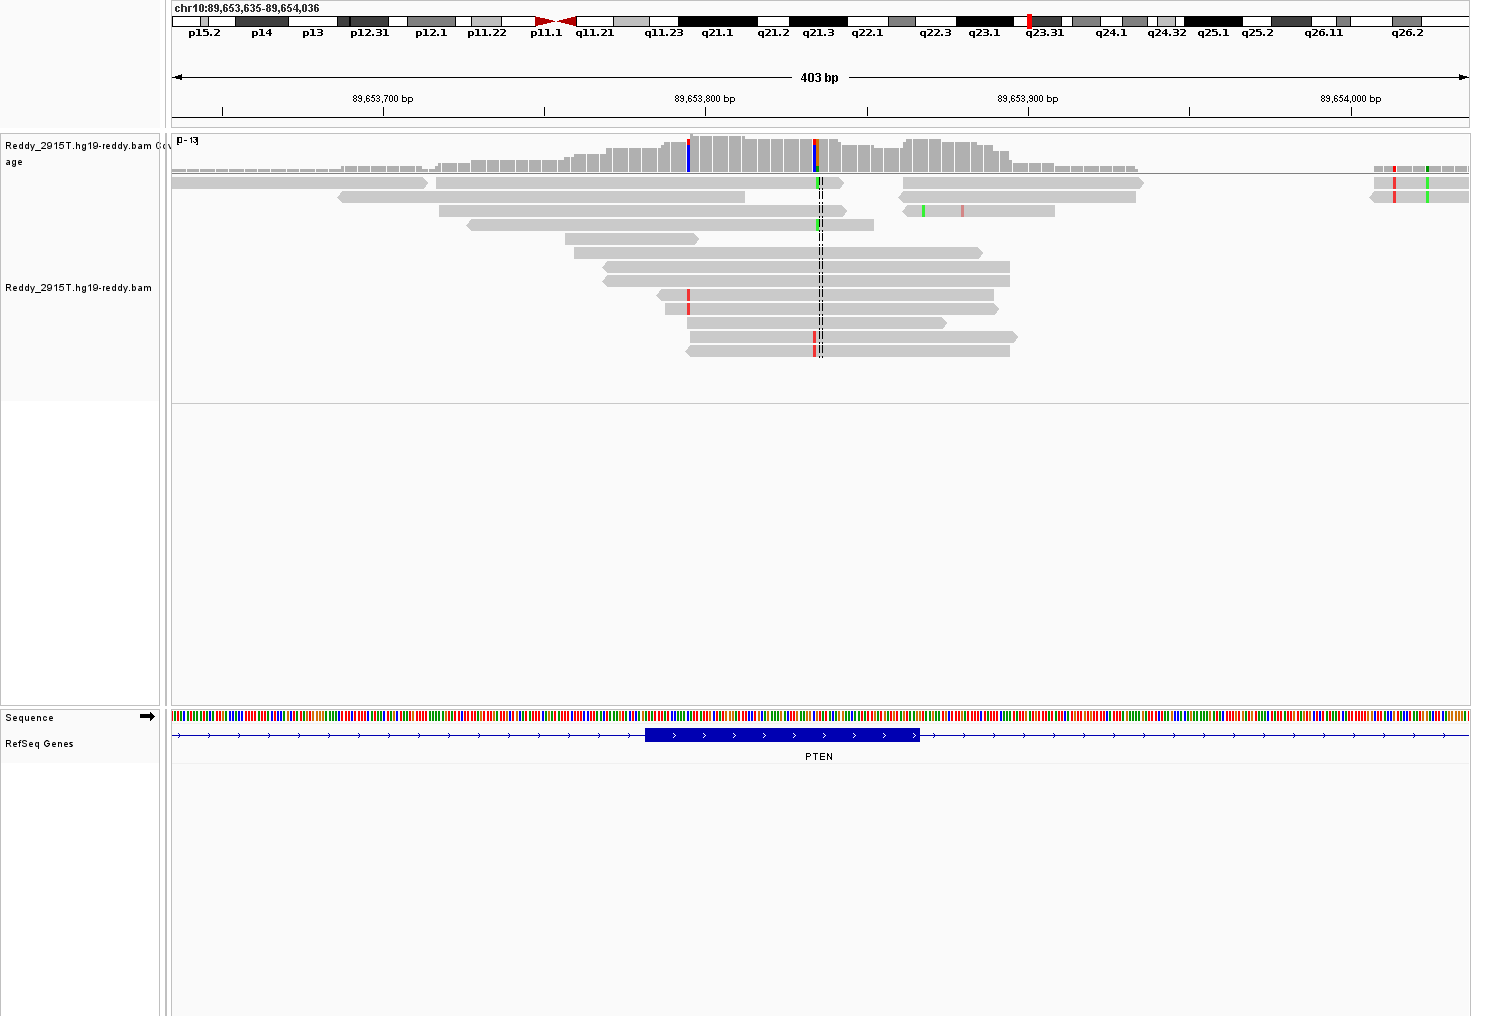 chr10:89,653,635-89,654,036
p15.2 p14 p13 p12.31 p12.1 p11.22 p11.1 q11.21 q11.23 q21.1 q21.2 q21.3 q22.1 q22.3 q23.1 q23.31 q24.1 q24.32 q25.1 q25.2 q26.11 q26.2
403 bp
89,653,700 bp 89,653,800 bp 89,653,900 bp 89,654,000 bp
Reddy_2915T.hg19-reddy.bam Cov [0 - 13]
age
Reddy_2915T.hg19-reddy.bam
Sequence
RefSeq Genes
PTEN